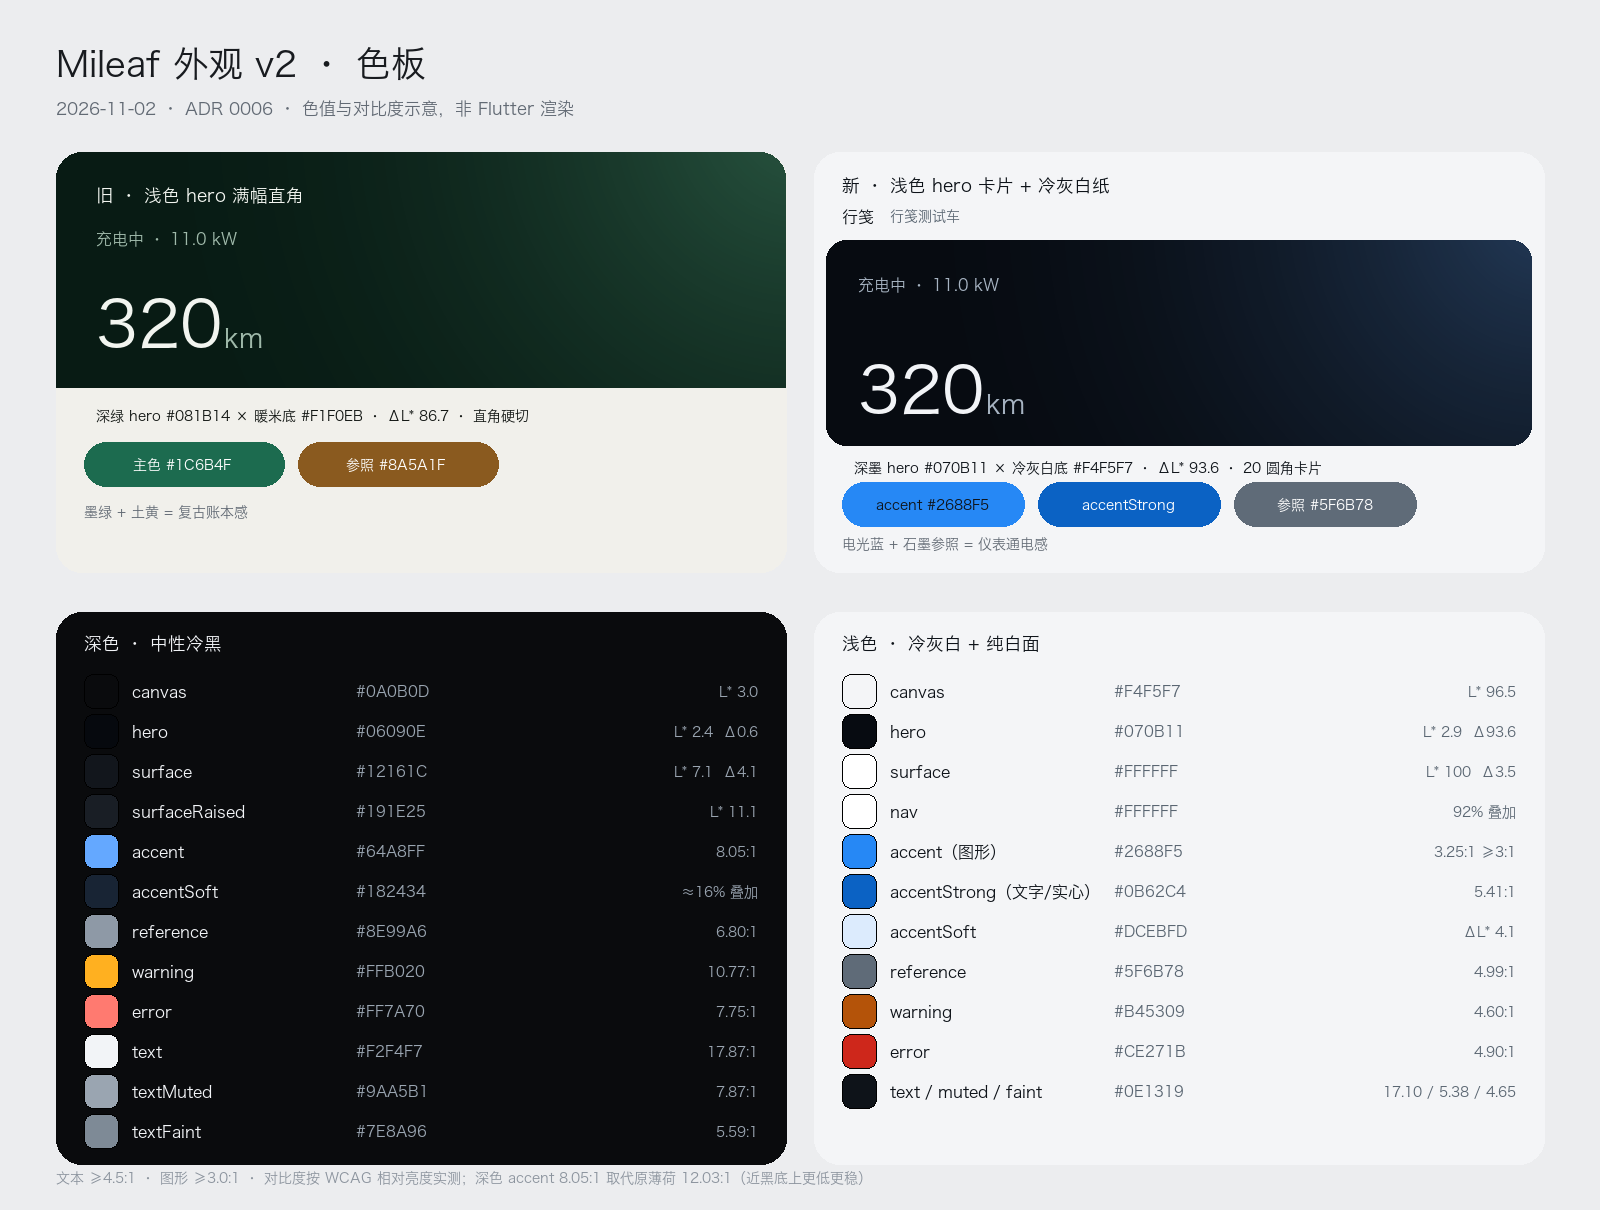 Mileaf 外观 v2 · 色板
2026-11-02 · ADR 0006 · 色值与对比度示意，非 Flutter 渲染
旧 · 浅色 hero 满幅直角
充电中 · 11.0 kW
320km
深绿 hero #081B14 × 暖米底 #F1F0EB · ΔL* 86.7 · 直角硬切
主色 #1C6B4F
参照 #8A5A1F
墨绿 + 土黄 = 复古账本感
新 · 浅色 hero 卡片 + 冷灰白纸
行笺 行笺测试车
充电中 · 11.0 kW
320km
深墨 hero #070B11 × 冷灰白底 #F4F5F7 · ΔL* 93.6 · 20 圆角卡片
accent #2688F5
accentStrong
参照 #5F6B78
电光蓝 + 石墨参照 = 仪表通电感
深色 · 中性冷黑
canvas #0A0B0D L* 3.0
hero #06090E L* 2.4 Δ0.6
surface #12161C L* 7.1 Δ4.1
surfaceRaised #191E25 L* 11.1
accent #64A8FF 8.05:1
accentSoft #182434 ≈16% 叠加
reference #8E99A6 6.80:1
warning #FFB020 10.77:1
error #FF7A70 7.75:1
text #F2F4F7 17.87:1
textMuted #9AA5B1 7.87:1
textFaint #7E8A96 5.59:1
浅色 · 冷灰白 + 纯白面
canvas #F4F5F7 L* 96.5
hero #070B11 L* 2.9 Δ93.6
surface #FFFFFF L* 100 Δ3.5
nav #FFFFFF 92% 叠加
accent（图形） #2688F5 3.25:1 ≥3:1
accentStrong（文字/实心） #0B62C4 5.41:1
accentSoft #DCEBFD ΔL* 4.1
reference #5F6B78 4.99:1
warning #B45309 4.60:1
error #CE271B 4.90:1
text / muted / faint #0E1319 17.10 / 5.38 / 4.65
文本 ≥4.5:1 · 图形 ≥3.0:1 · 对比度按 WCAG 相对亮度实测；深色 accent 8.05:1 取代原薄荷 12.03:1（近黑底上更低更稳）